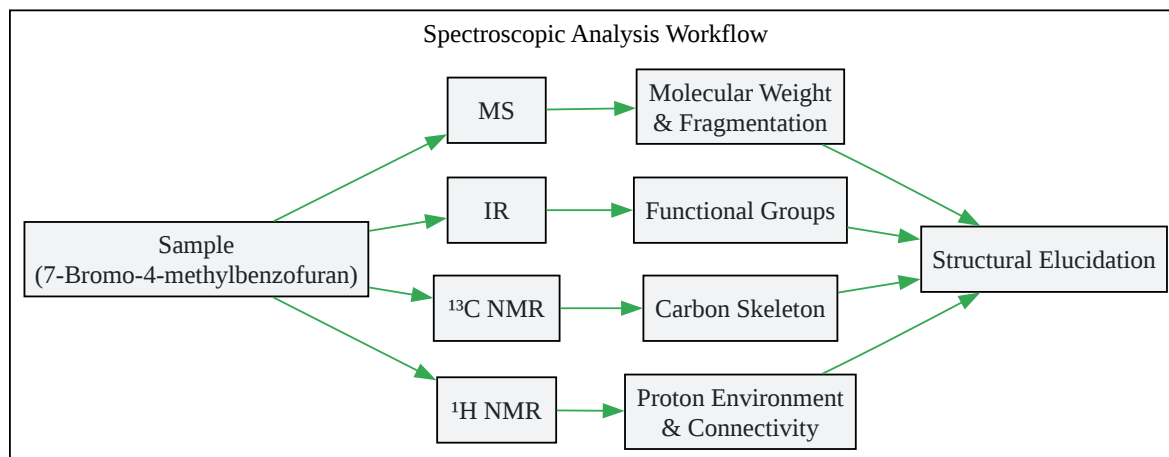 Spectroscopic Analysis Workflow
MS
Molecular Weight
& Fragmentation
IR
Functional Groups
Sample
(7-Bromo-4-methylbenzofuran)
Structural Elucidation
¹³C NMR
Carbon Skeleton
¹H NMR
Proton Environment
& Connectivity